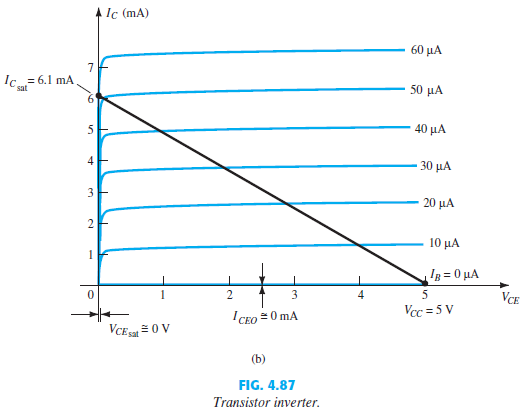 I_C (mA)
60 μA
7
I_C_sat = 6.1 mA
50 μA
6
5
40 μA
4
30 μA
3
20 μA
2
10 μA
1
I_B = 0 μA
0
1
2
3
4
5
V_CE
I_CEO ≅ 0 mA
V_CC = 5 V
V_CE_sat ≅ 0 V
(b)
FIG. 4.87
Transistor inverter.